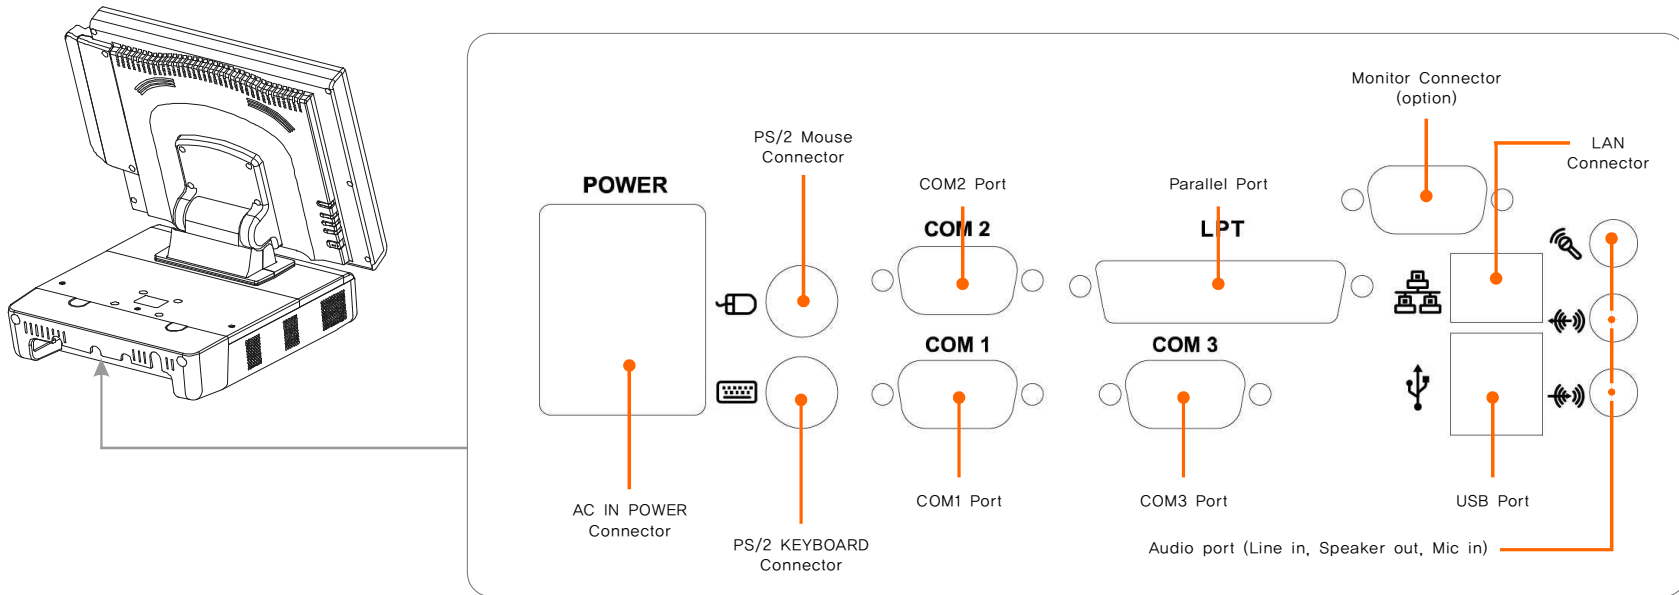 Monitor Connector
(option)
PS/2 Mouse
Connector
LAN
Connector
POWER
COM2 Port
Parallel Port
COM 2
LPT
COM 1
COM 3
AC IN POWER
Connector
COM1 Port
COM3 Port
USB Port
PS/2 KEYBOARD
Connector
Audio port (Line in, Speaker out, Mic in)